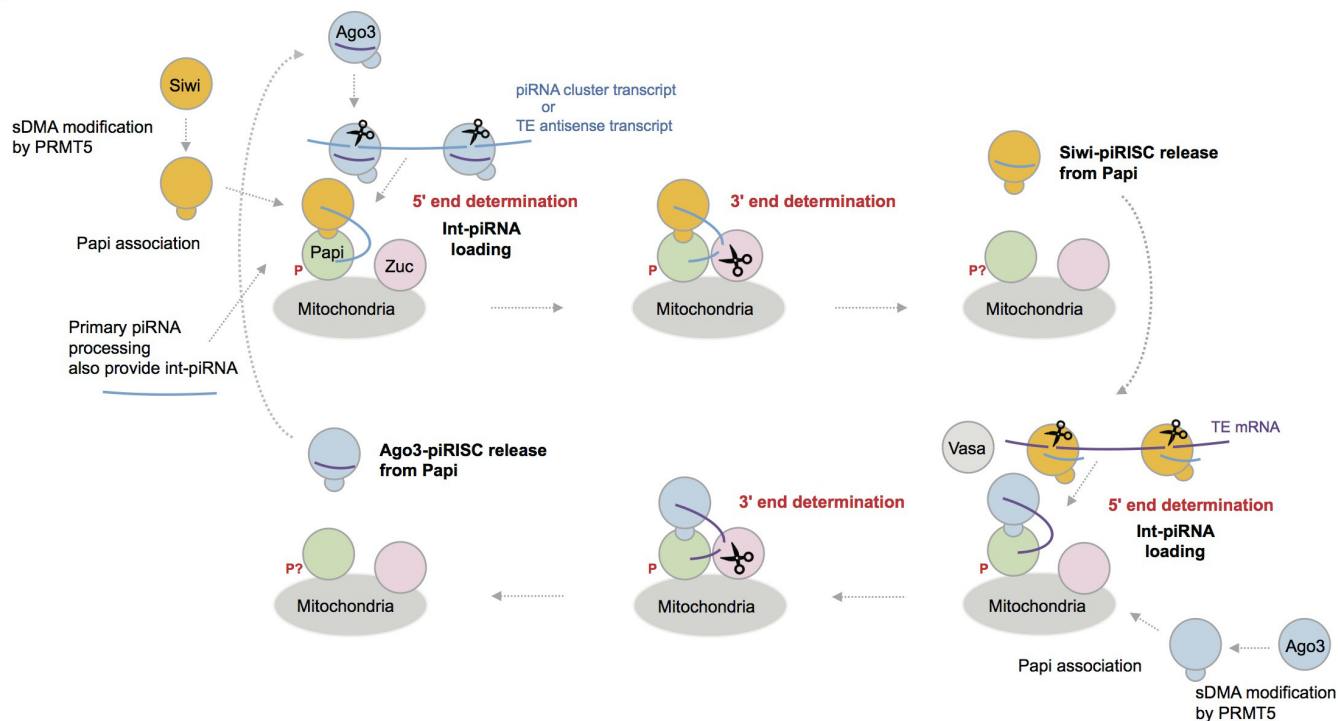 Ago3
Siwi
sDMA modification
by PRMT5
piRNA cluster transcript
or
TE antisense transcript
Papi association
5' end determination
Int-piRNA
loading
Papi
P
Zuc
Mitochondria
Primary piRNA
processing
also provide int-piRNA
3' end determination
P
Mitochondria
Siwi-piRISC release
from Papi
P?
Mitochondria
Vasa
TE mRNA
5' end determination
Int-piRNA
loading
P
Mitochondria
Papi association
Ago3
sDMA modification
by PRMT5
3' end determination
P
Mitochondria
Ago3-piRISC release
from Papi
P?
Mitochondria